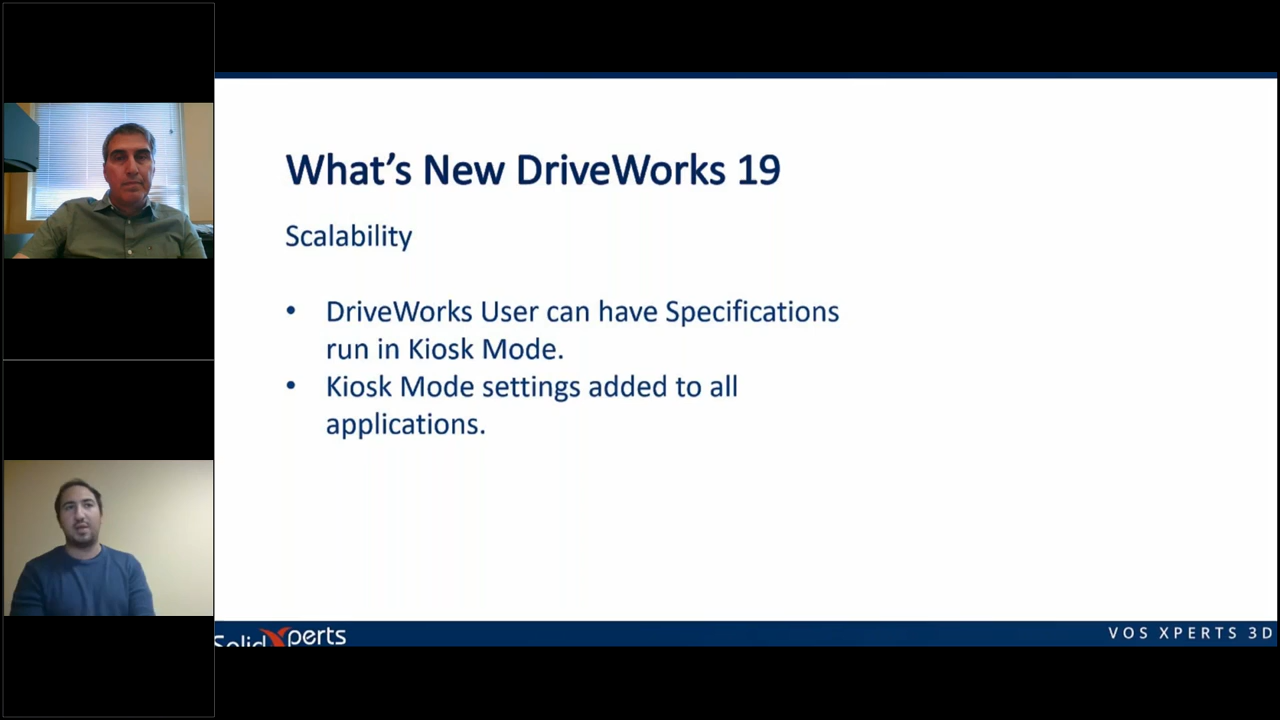 What's New DriveWorks 19
Scalability
• DriveWorks User can have Specifications
run in Kiosk Mode.
• Kiosk Mode settings added to all
applications.
SolidXperts
VOS XPERTS 3D